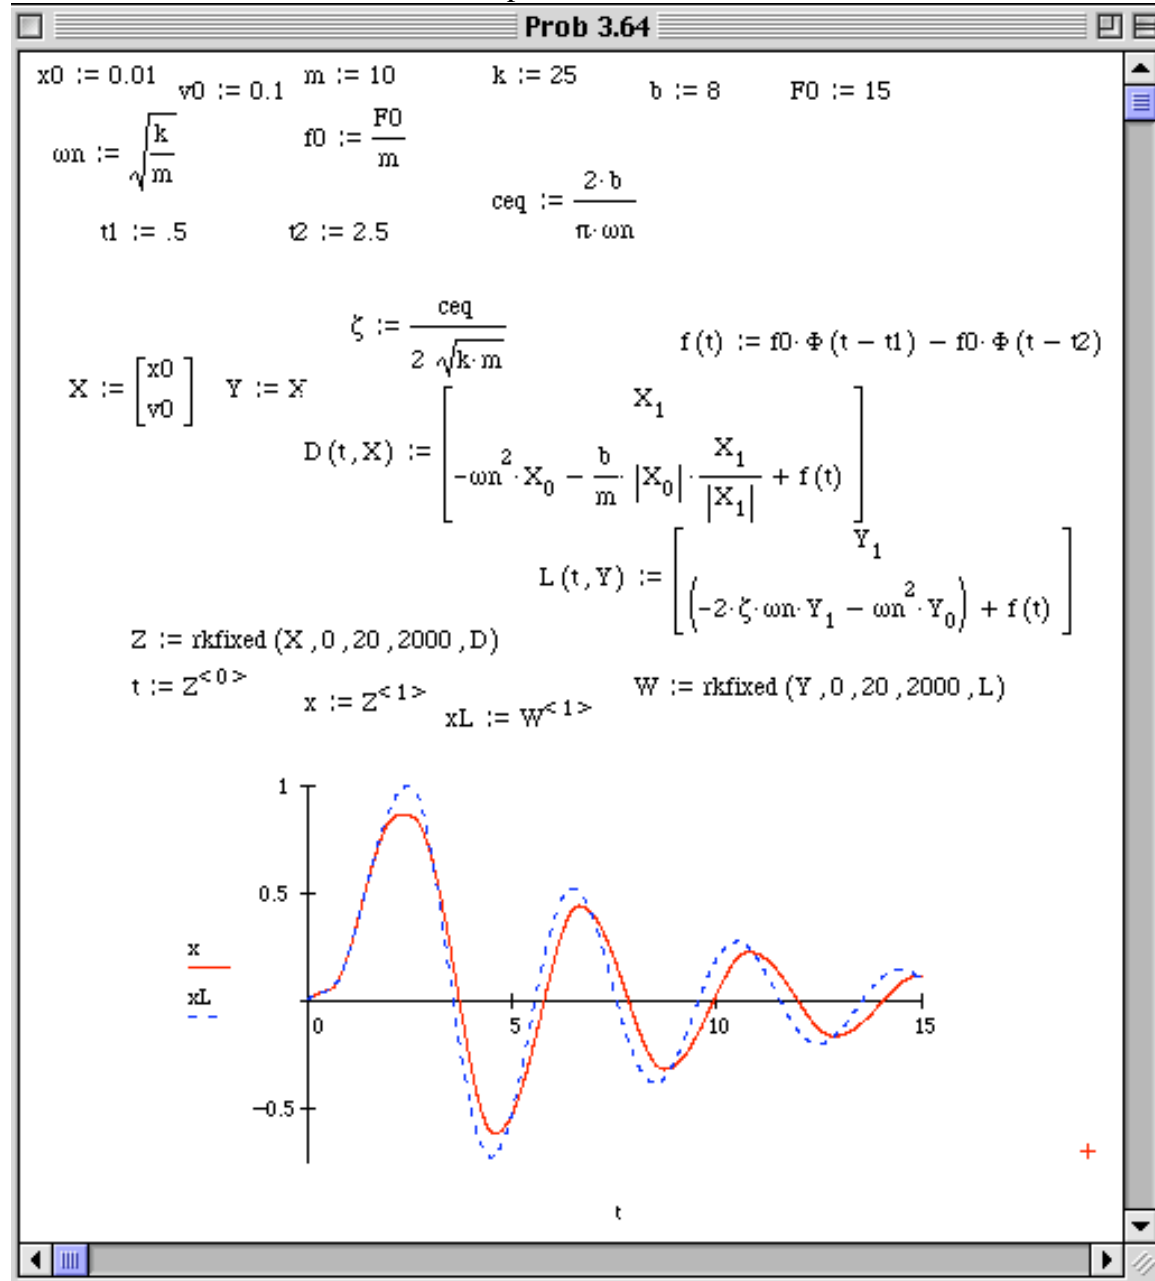 Prob 3.64
x0 := 0.01 v0 := 0.1 m := 10 k := 25 b := 8 F0 := 15
ωn := √(k/m) f0 := F0/m
ceq := 2·b/(π·ωn)
t1 := .5 t2 := 2.5
ζ := ceq/(2 √(k·m)) f(t) := f0·Φ(t − t1) − f0·Φ(t − t2)
X := [x0 v0] Y := X
D(t,X) := [X₁ −ωn²·X₀ − b/m·|X₀|·X₁/|X₁| + f(t)]
L(t,Y) := [Y₁ (−2·ζ·ωn·Y₁ − ωn²·Y₀) + f(t)]
Z := rkfixed(X,0,20,2000,D)
t := Z^<0> x := Z^<1> xL := W^<1> W := rkfixed(Y,0,20,2000,L)
1
0.5
x
xL
0 5 10 15
−0.5
t